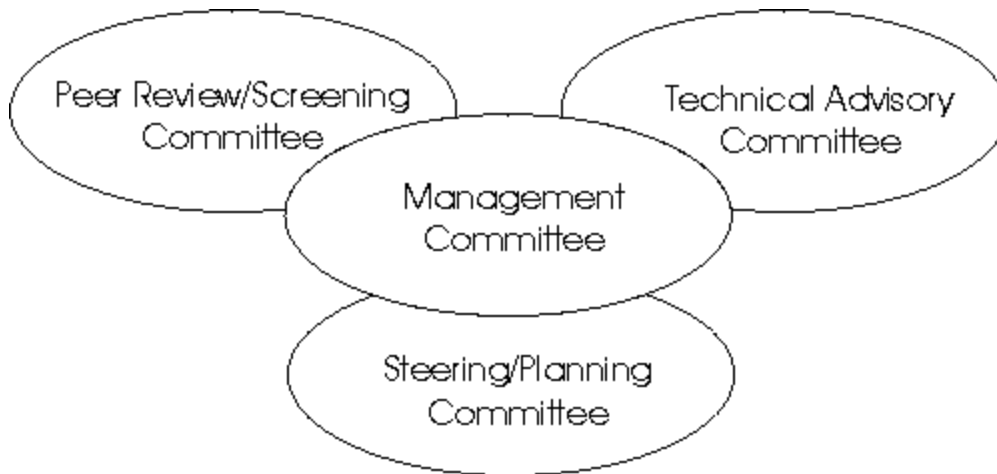 Peer Review/Screening
Committee
Technical Advisory
Committee
Management
Committee
Steering/Planning
Committee